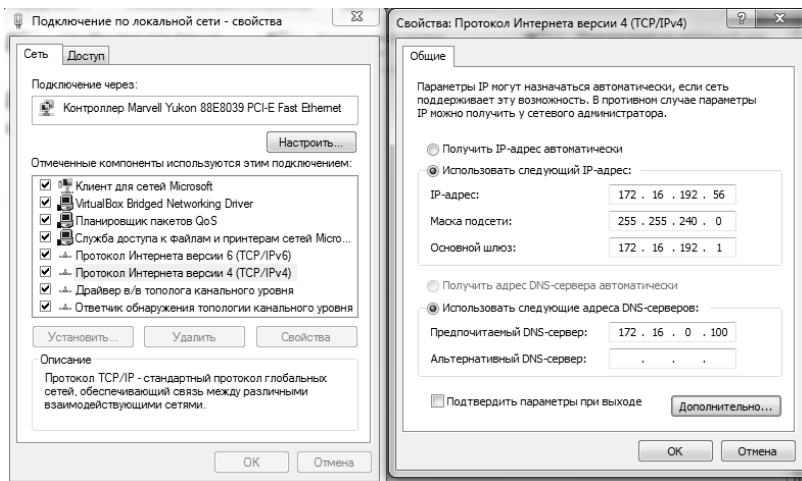 Подключение по локальной сети - свойства
Сеть
Доступ
Подключение через:
Контроллер Marvell Yukon 88E8039 PCI-E Fast Ethernet
Настроить...
Отмеченные компоненты используются этим подключением:
Клиент для сетей Microsoft
VirtualBox Bridged Networking Driver
Планировщик пакетов QoS
Служба доступа к файлам и принтерам сетей Micro...
Протокол Интернета версии 6 (TCP/IPv6)
Протокол Интернета версии 4 (TCP/IPv4)
Драйвер в/в тополога канального уровня
Ответчик обнаружения топологии канального уровня
Установить...
Удалить
Свойства
Описание
Протокол TCP/IP - стандартный протокол глобальных
сетей, обеспечивающий связь между различными
взаимодействующими сетями.
OK
Отмена
Свойства: Протокол Интернета версии 4 (TCP/IPv4)
Общие
Параметры IP могут назначаться автоматически, если сеть
поддерживает эту возможность. В противном случае параметры
IP можно получить у сетевого администратора.
Получить IP-адрес автоматически
Использовать следующий IP-адрес:
IP-адрес: 172 . 16 . 192 . 56
Маска подсети: 255 . 255 . 240 . 0
Основной шлюз: 172 . 16 . 192 . 1
Получить адрес DNS-сервера автоматически
Использовать следующие адреса DNS-серверов:
Предпочитаемый DNS-сервер: 172 . 16 . 0 . 100
Альтернативный DNS-сервер: . . .
Подтвердить параметры при выходе
Дополнительно...
OK
Отмена